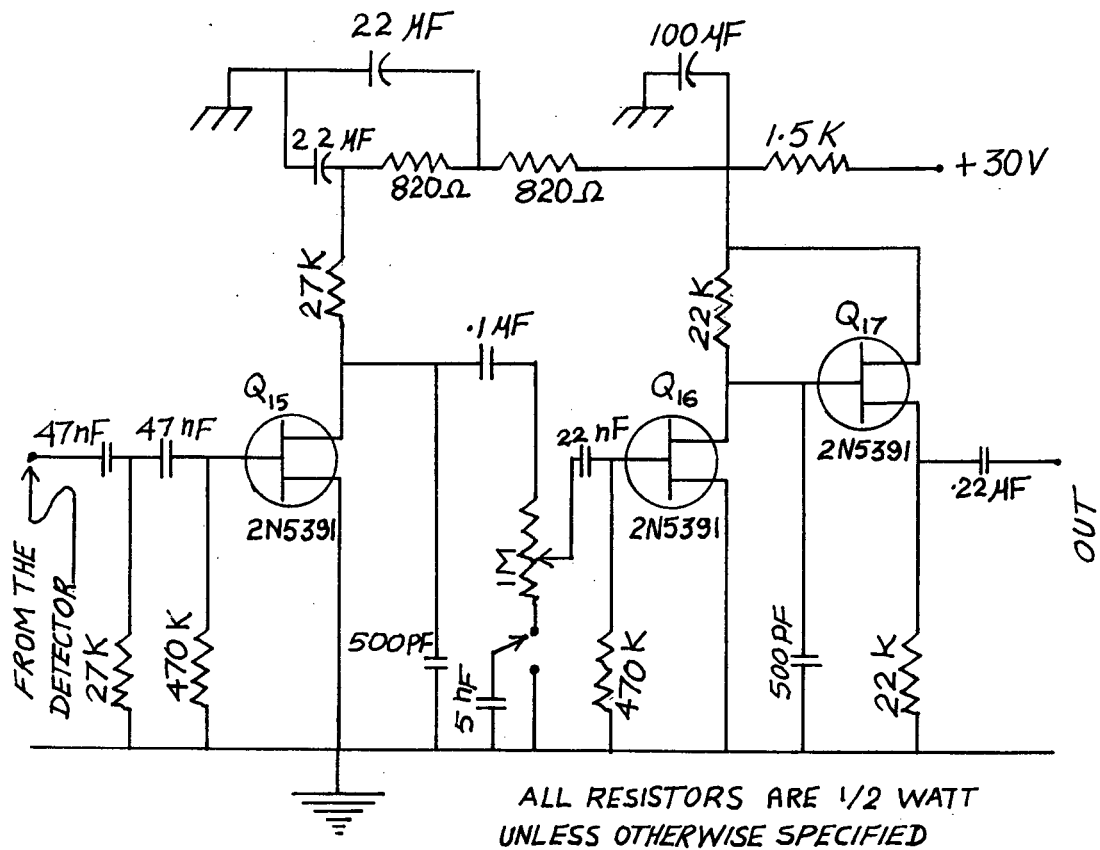 22 µF
100 µF
22 µF
820Ω
820Ω
1.5 K
+30V
27K
.1 µF
22K
Q17
Q15
Q16
47nF
47nF
22 nF
2N5391
2N5391
2N5391
.22 µF
OUT
FROM THE
DETECTOR
27K
470K
500PF
5 nF
1M
470K
500PF
22K
ALL RESISTORS ARE 1/2 WATT
UNLESS OTHERWISE SPECIFIED